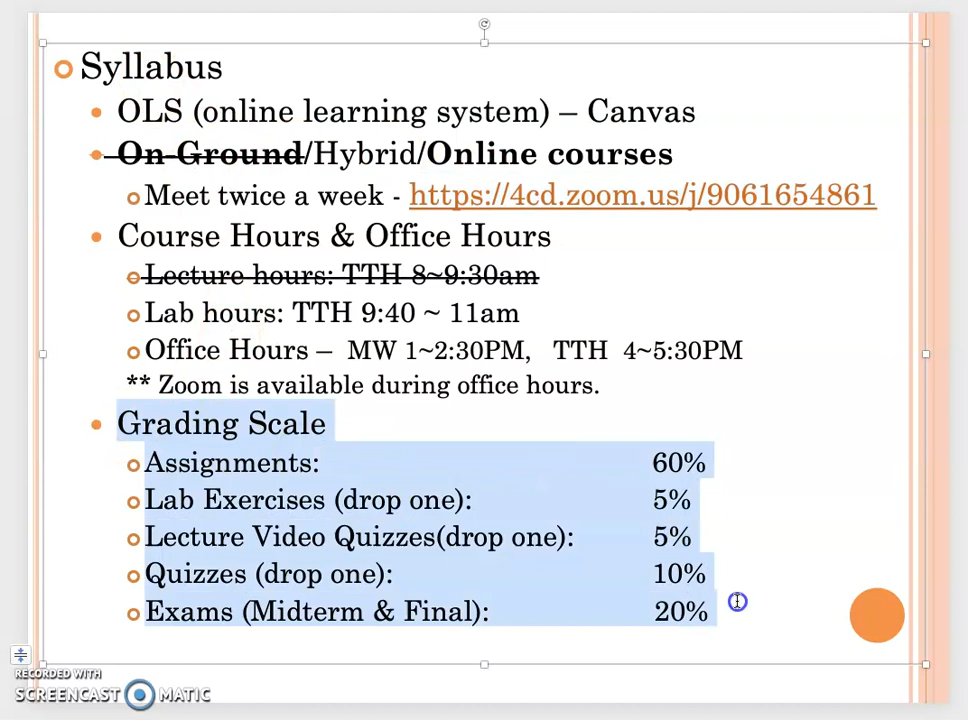 Syllabus
OLS (online learning system) – Canvas
On-Ground/Hybrid/Online courses
Meet twice a week - https://4cd.zoom.us/j/9061654861
Course Hours & Office Hours
Lecture hours: TTH 8~9:30am
Lab hours: TTH 9:40 ~ 11am
Office Hours – MW 1~2:30PM, TTH 4~5:30PM
** Zoom is available during office hours.
Grading Scale
Assignments: 60%
Lab Exercises (drop one): 5%
Lecture Video Quizzes(drop one): 5%
Quizzes (drop one): 10%
Exams (Midterm & Final): 20%
RECORDED WITH
SCREENCAST MATIC